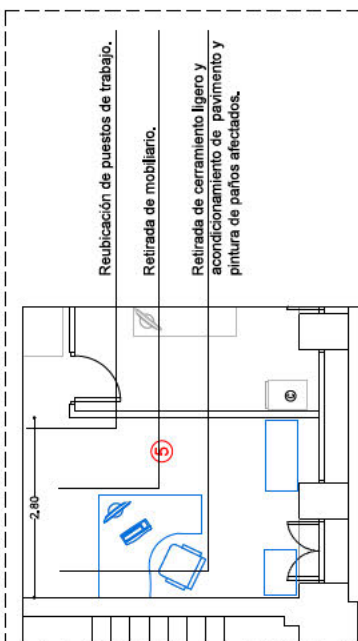 Reubicación de puestos de trabajo.
Retirada de mobiliario.
Retirada de cerramiento ligero y
acondicionamiento de pavimento y
pintura de paños afectados.
2,80
5
C